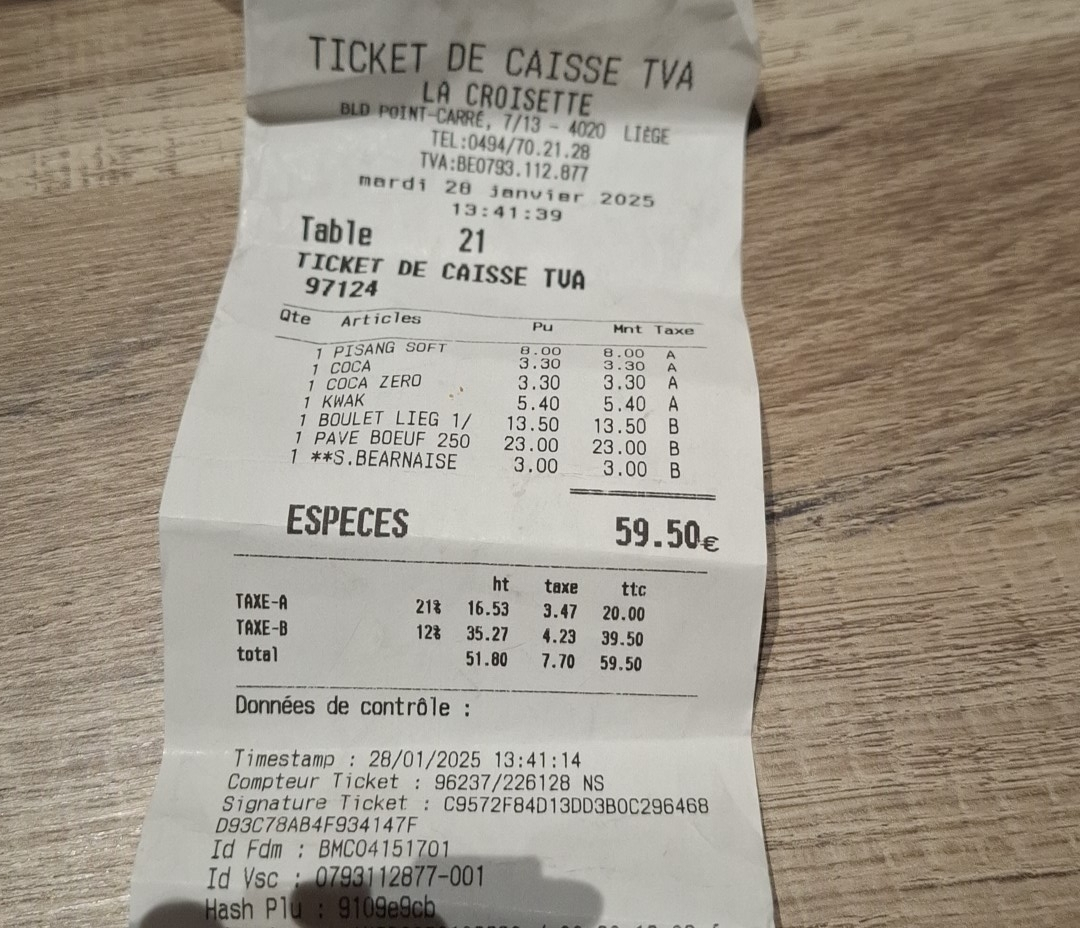 TICKET DE CAISSE TVA
LA CROISETTE
BLD POINT-CARRÉ, 7/13 - 4020 LIÈGE
TEL:0494/70.21.28
TVA:BE0793.112.877
mardi 28 janvier 2025
13:41:39
Table 21
TICKET DE CAISSE TVA
97124
Qte Articles Pu Mnt Taxe
1 PISANG SOFT 8.00 8.00 A
1 COCA 3.30 3.30 A
1 COCA ZERO 3.30 3.30 A
1 KWAK 5.40 5.40 A
1 BOULET LIEG 1/ 13.50 13.50 B
1 PAVE BOEUF 250 23.00 23.00 B
1 **S.BEARNAISE 3.00 3.00 B
ESPECES 59.50€
ht taxe ttc
TAXE-A 21% 16.53 3.47 20.00
TAXE-B 12% 35.27 4.23 39.50
total 51.80 7.70 59.50
Données de contrôle :
Timestamp : 28/01/2025 13:41:14
Compteur Ticket : 96237/226128 NS
Signature Ticket : C9572F84D13DD3B0C296468
D93C78AB4F934147F
Id Fdm : BMC04151701
Id Vsc : 0793112877-001
Hash Plu : 9109e9cb